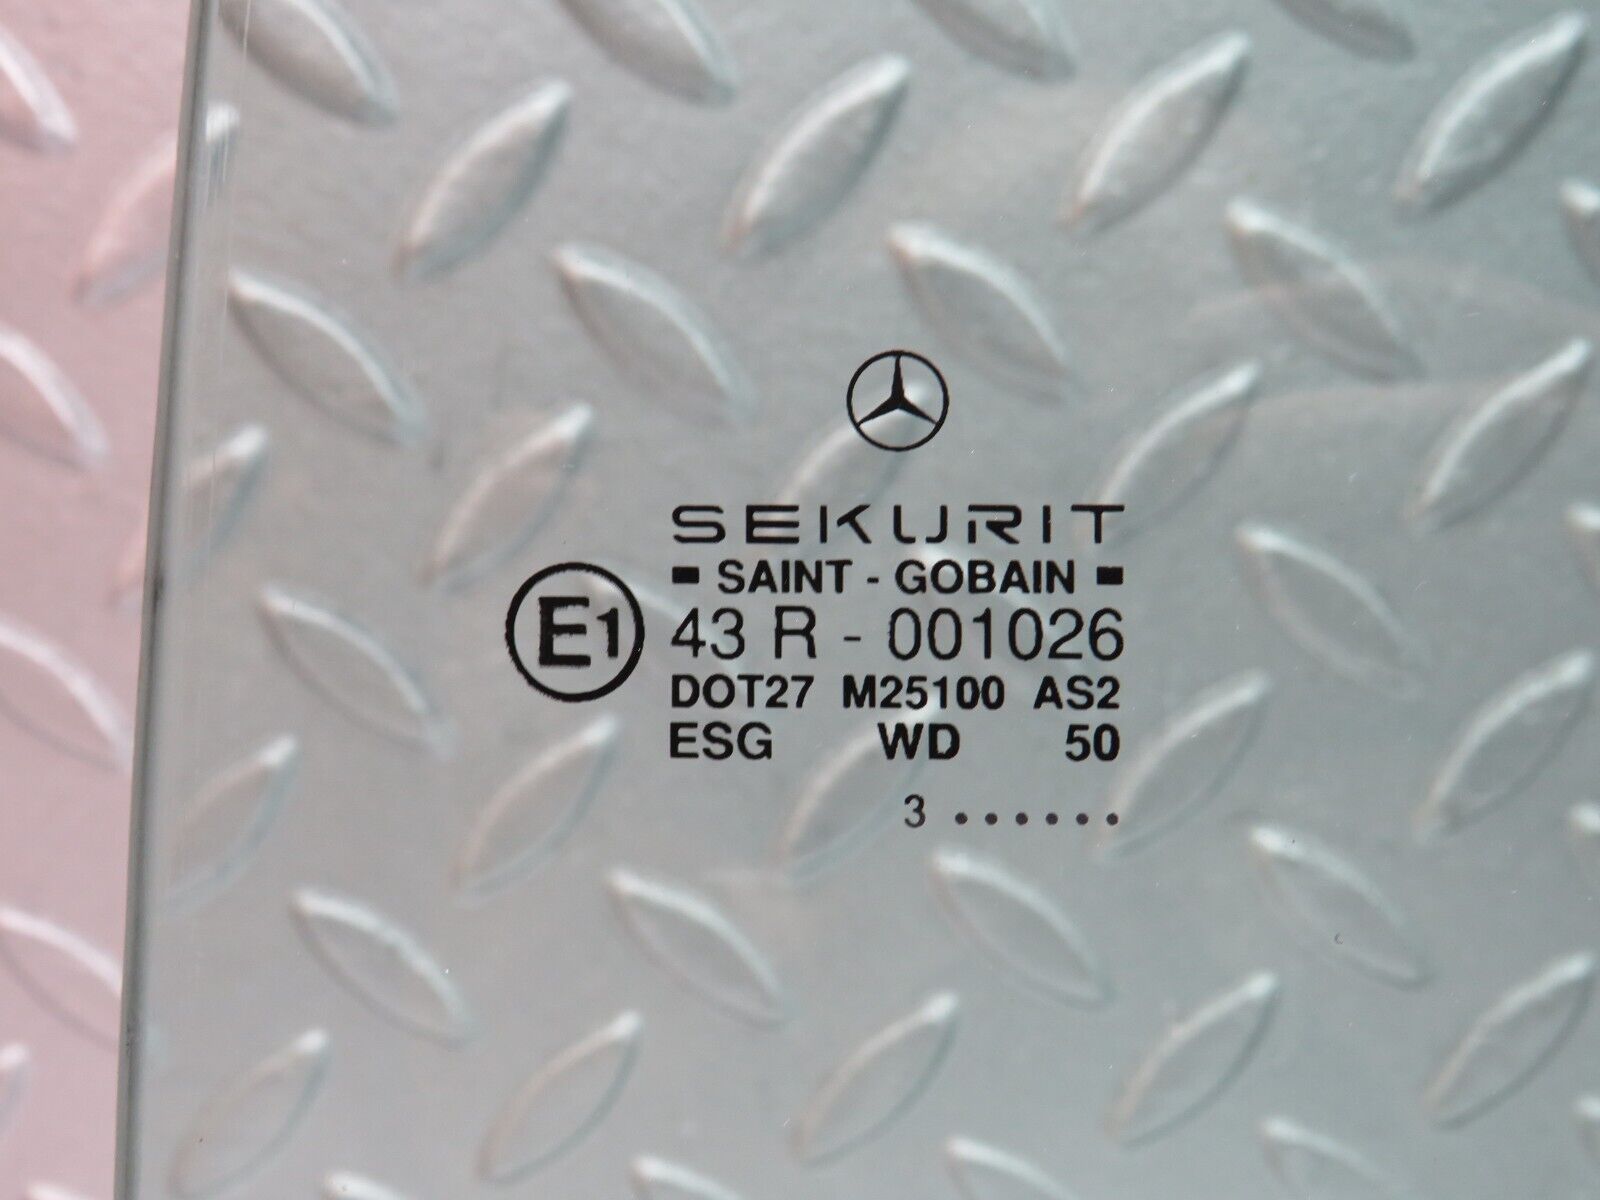 SEKURIT
SAINT - GOBAIN
E1 43 R - 001026
DOT27 M25100 AS2
ESG WD 50
3 . . . . . .